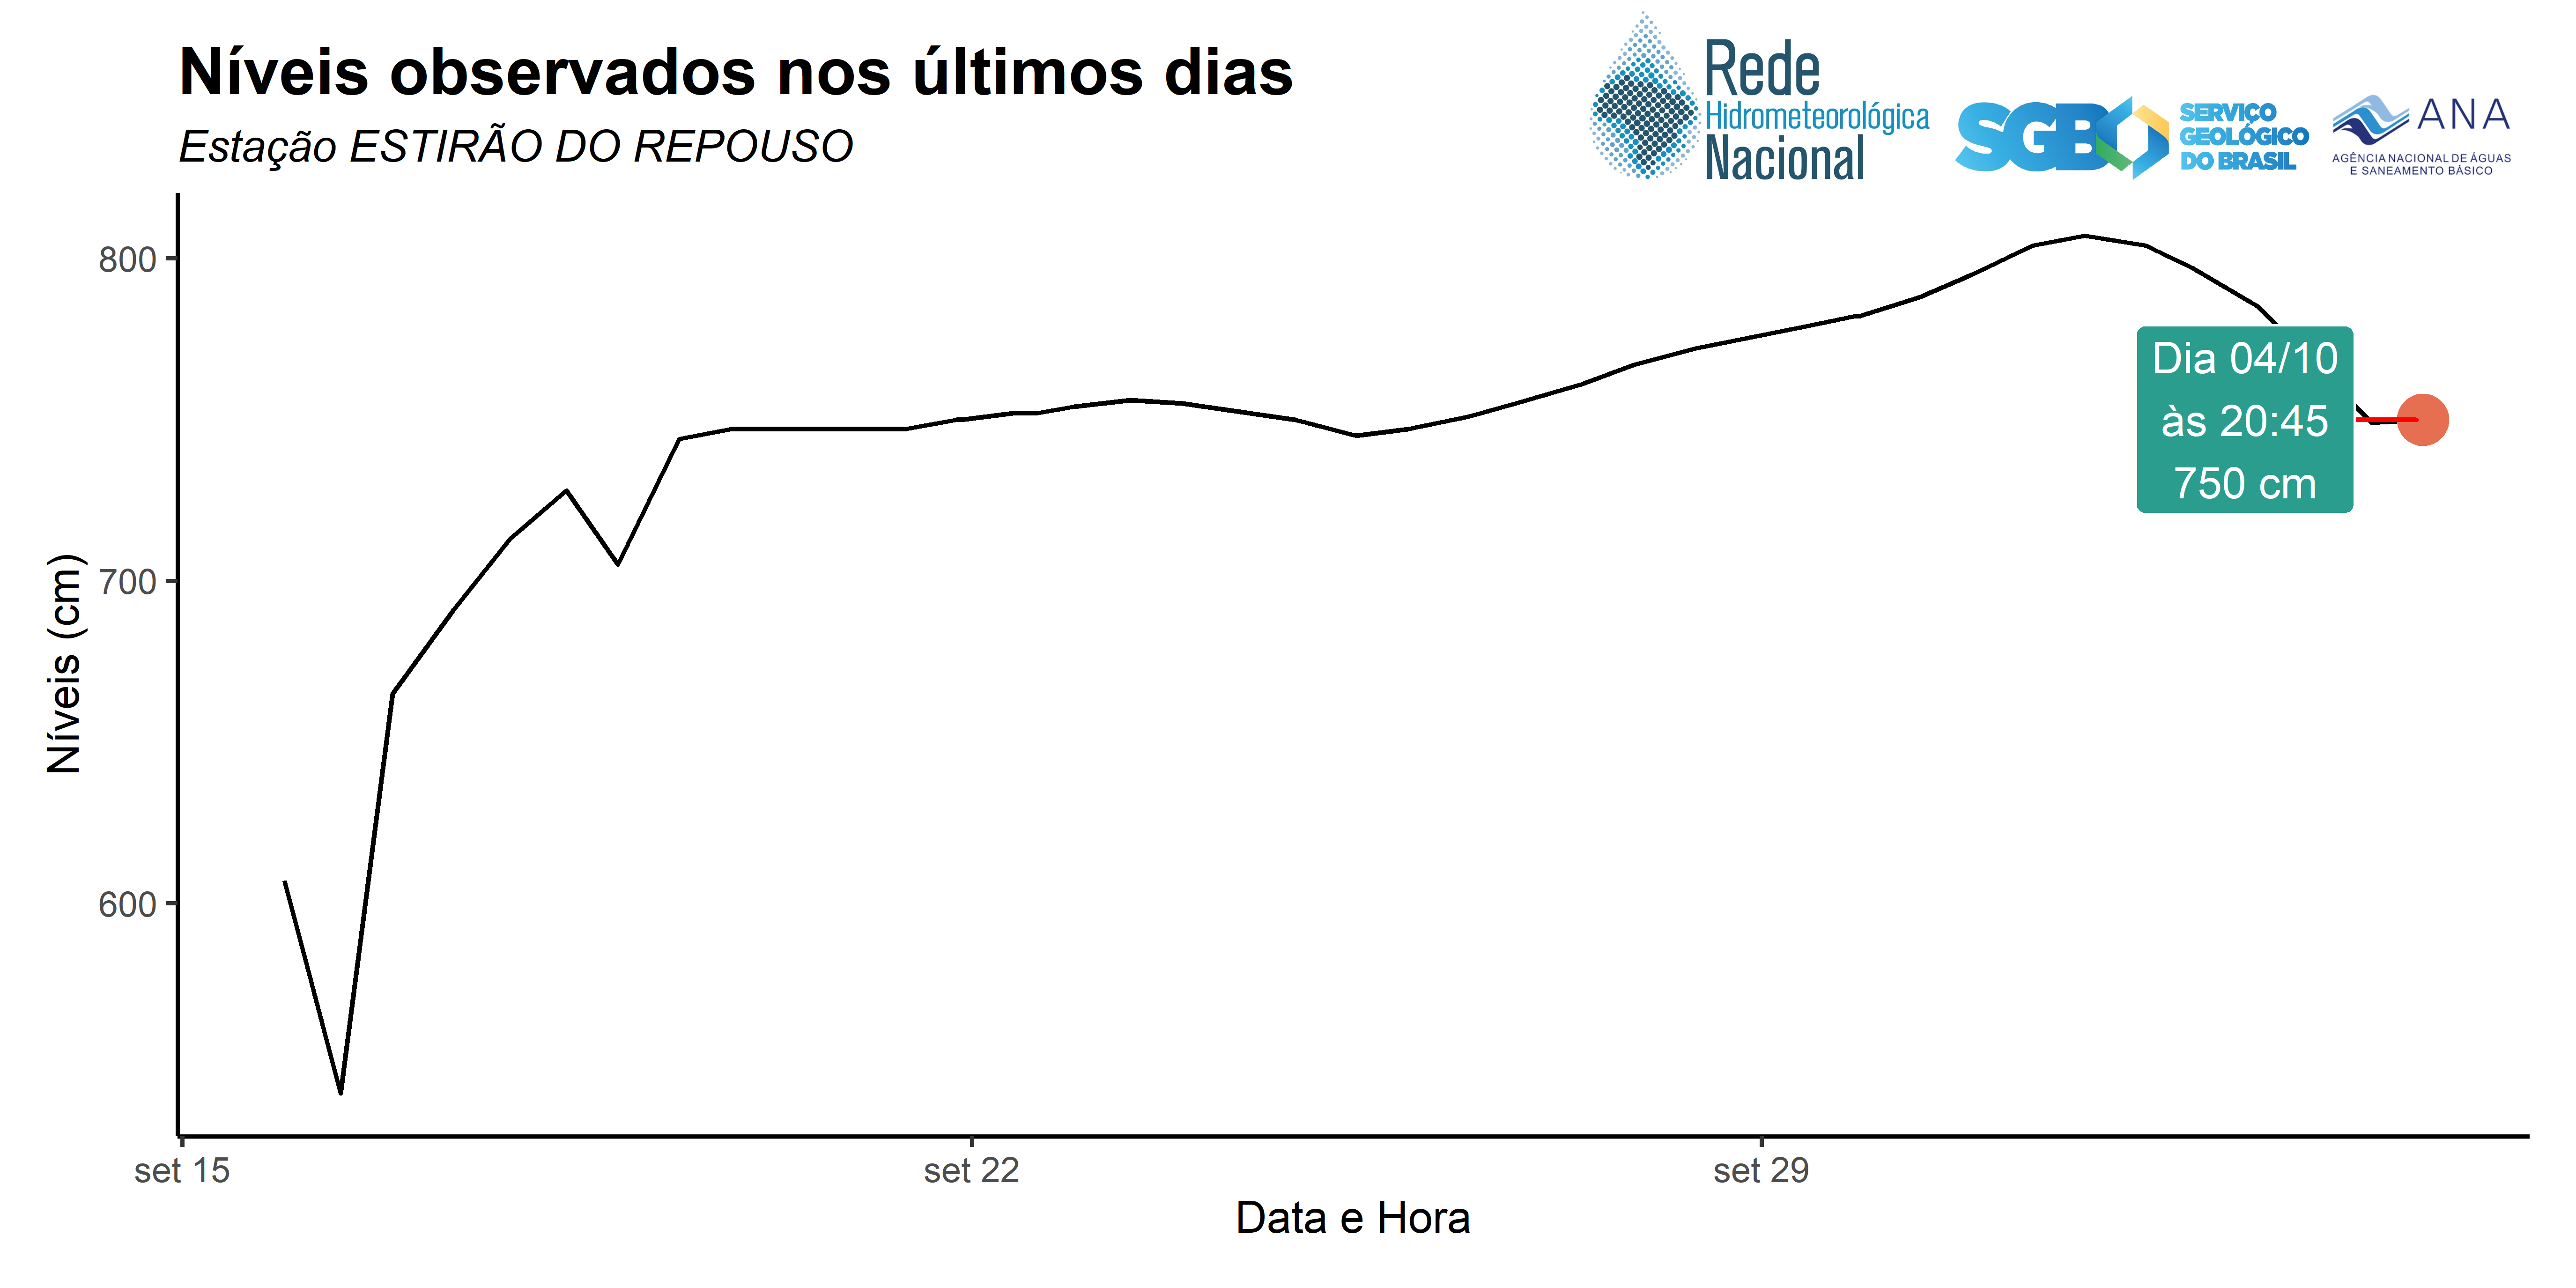 Níveis observados nos últimos dias
Estação ESTIRÃO DO REPOUSO
Rede
Hidrometeorológica
Nacional
SGB
SERVIÇO
GEOLÓGICO
DO BRASIL
ANA
AGÊNCIA NACIONAL DE ÁGUAS
E SANEAMENTO BÁSICO
Níveis (cm)
800
700
600
Dia 04/10
às 20:45
750 cm
set 15
set 22
set 29
Data e Hora